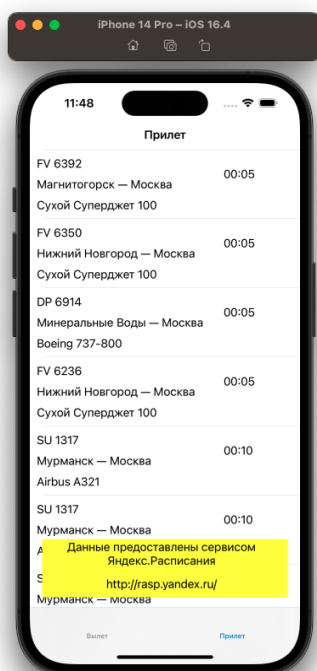 iPhone 14 Pro – iOS 16.4
11:48
Прилет
FV 6392
00:05
Магнитогорск — Москва
Сухой Суперджет 100
FV 6350
00:05
Нижний Новгород — Москва
Сухой Суперджет 100
DP 6914
00:05
Минеральные Воды — Москва
Boeing 737-800
FV 6236
00:05
Нижний Новгород — Москва
Сухой Суперджет 100
SU 1317
00:10
Мурманск — Москва
Airbus A321
SU 1317
00:10
Мурманск — Москва
Данные предоставлены сервисом
Яндекс.Расписания
http://rasp.yandex.ru/
Мурманск — Москва
Вылет
Прилет